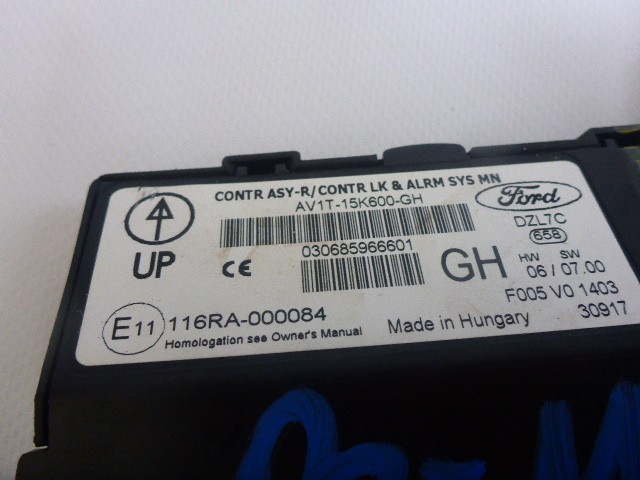 CONTR ASY-R/ CONTR LK & ALRM SYS MN
AV1T-15K600-GH
Ford
DZL7C
658
UP
CE
030685966601
GH
HW SW
06 / 07.00
F005 V0 1403
30917
E11
116RA-000084
Homologation see Owner's Manual
Made in Hungary